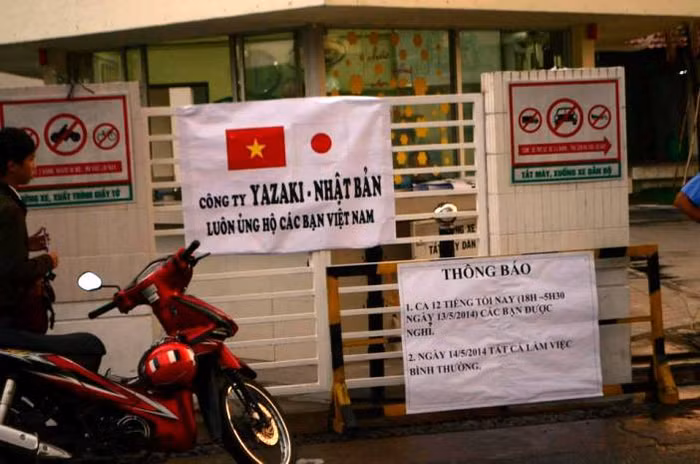 CÔNG TY YAZAKI - NHẬT BẢN
LUÔN ỦNG HỘ CÁC BẠN VIỆT NAM
THÔNG BÁO
1. CA 12 TIẾNG TỐI NAY (18H -5H30
NGÀY 13/5/2014) CÁC BẠN ĐƯỢC
NGHỈ.
2. NGÀY 14/5/2014 TẤT CẢ LÀM VIỆC
BÌNH THƯỜNG.
TẮT MÁY, XUỐNG XE DẪN BỘ
XE, XUẤT TRÌNH GIẤY TỜ